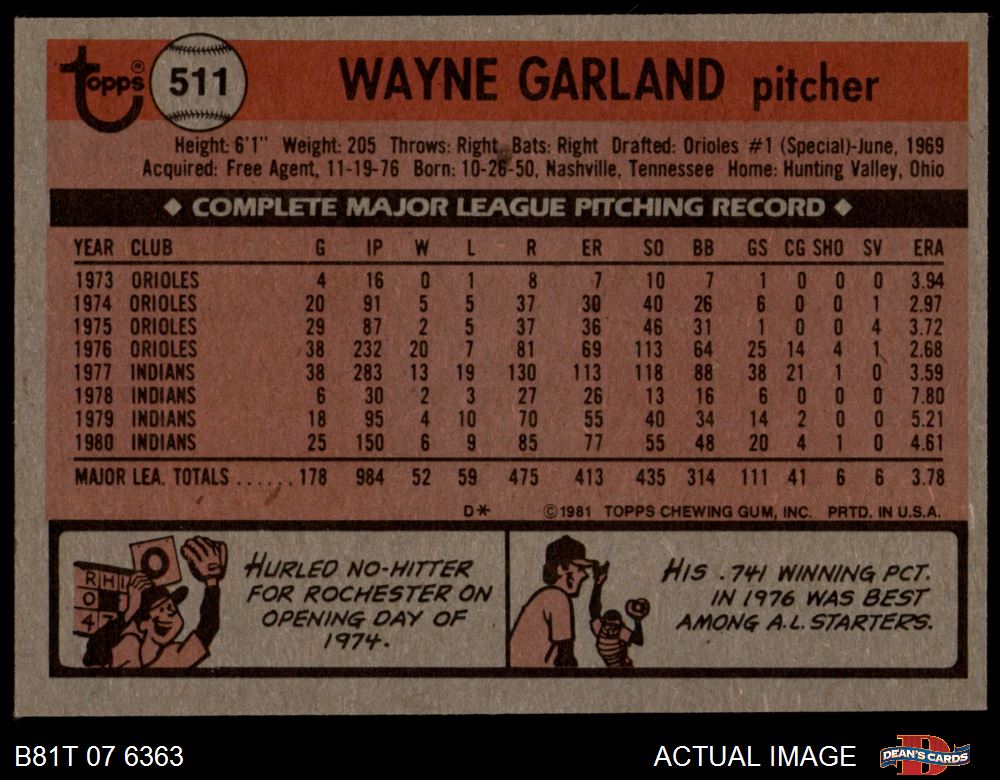 Topps®
511
WAYNE GARLAND pitcher
Height: 6'1" Weight: 205 Throws: Right Bats: Right Drafted: Orioles #1 (Special)-June, 1969
Acquired: Free Agent, 11-19-76 Born: 10-26-50, Nashville, Tennessee Home: Hunting Valley, Ohio
◆ COMPLETE MAJOR LEAGUE PITCHING RECORD ◆
YEAR CLUB G IP W L R ER SO BB GS CG SHO SV ERA
1973 ORIOLES 4 16 0 1 8 7 10 7 1 0 0 0 3.94
1974 ORIOLES 20 91 5 5 37 30 40 26 6 0 0 1 2.97
1975 ORIOLES 29 87 2 5 37 36 46 31 1 0 0 4 3.72
1976 ORIOLES 38 232 20 7 81 69 113 64 25 14 4 1 2.68
1977 INDIANS 38 283 13 19 130 113 118 88 38 21 1 0 3.59
1978 INDIANS 6 30 2 3 27 26 13 16 6 0 0 0 7.80
1979 INDIANS 18 95 4 10 70 55 40 34 14 2 0 0 5.21
1980 INDIANS 25 150 6 9 85 77 55 48 20 4 1 0 4.61
MAJOR LEA. TOTALS ...... 178 984 52 59 475 413 435 314 111 41 6 6 3.78
D* ©1981 TOPPS CHEWING GUM, INC. PRTD. IN U.S.A.
R H
0 0
0
4
HURLED NO-HITTER
FOR ROCHESTER ON
OPENING DAY OF
1974.
HIS .741 WINNING PCT.
IN 1976 WAS BEST
AMONG A.L. STARTERS.
B81T 07 6363
ACTUAL IMAGE
DEAN'S CARDS